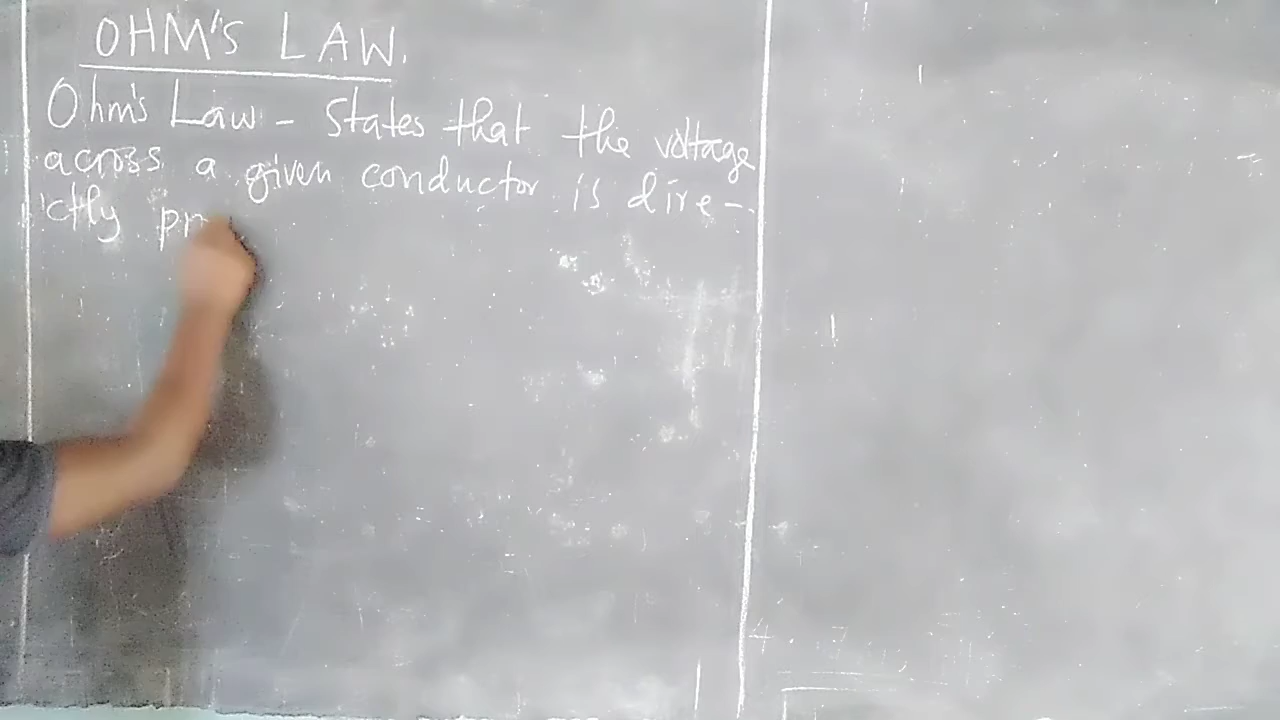 OHM'S LAW.
Ohm's Law - States that the voltage
across a given conductor is dire-
ctly